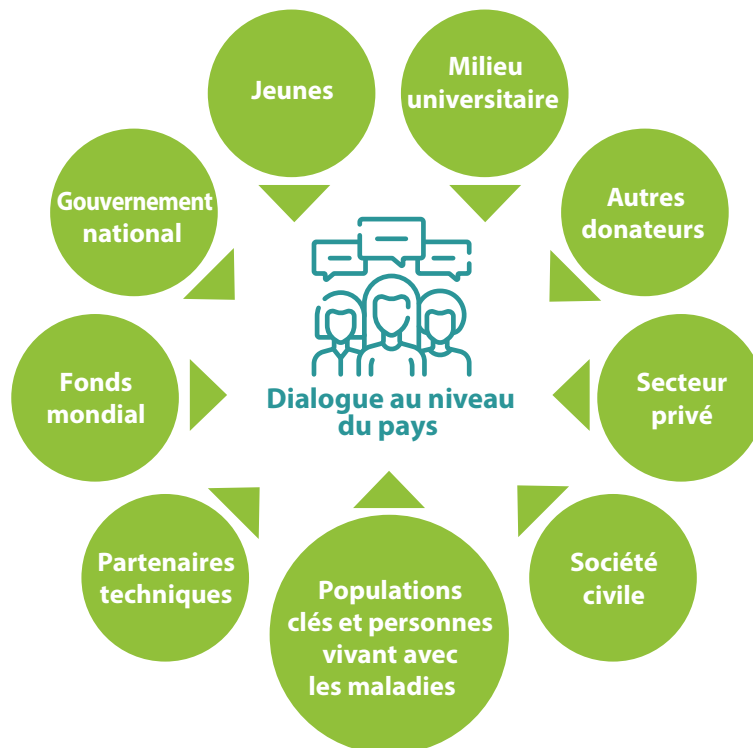 Jeunes
Milieu
universitaire
Gouvernement
national
Autres
donateurs
Fonds
mondial
Dialogue au niveau
du pays
Secteur
privé
Partenaires
techniques
Populations
clés et personnes
vivant avec
les maladies
Société
civile